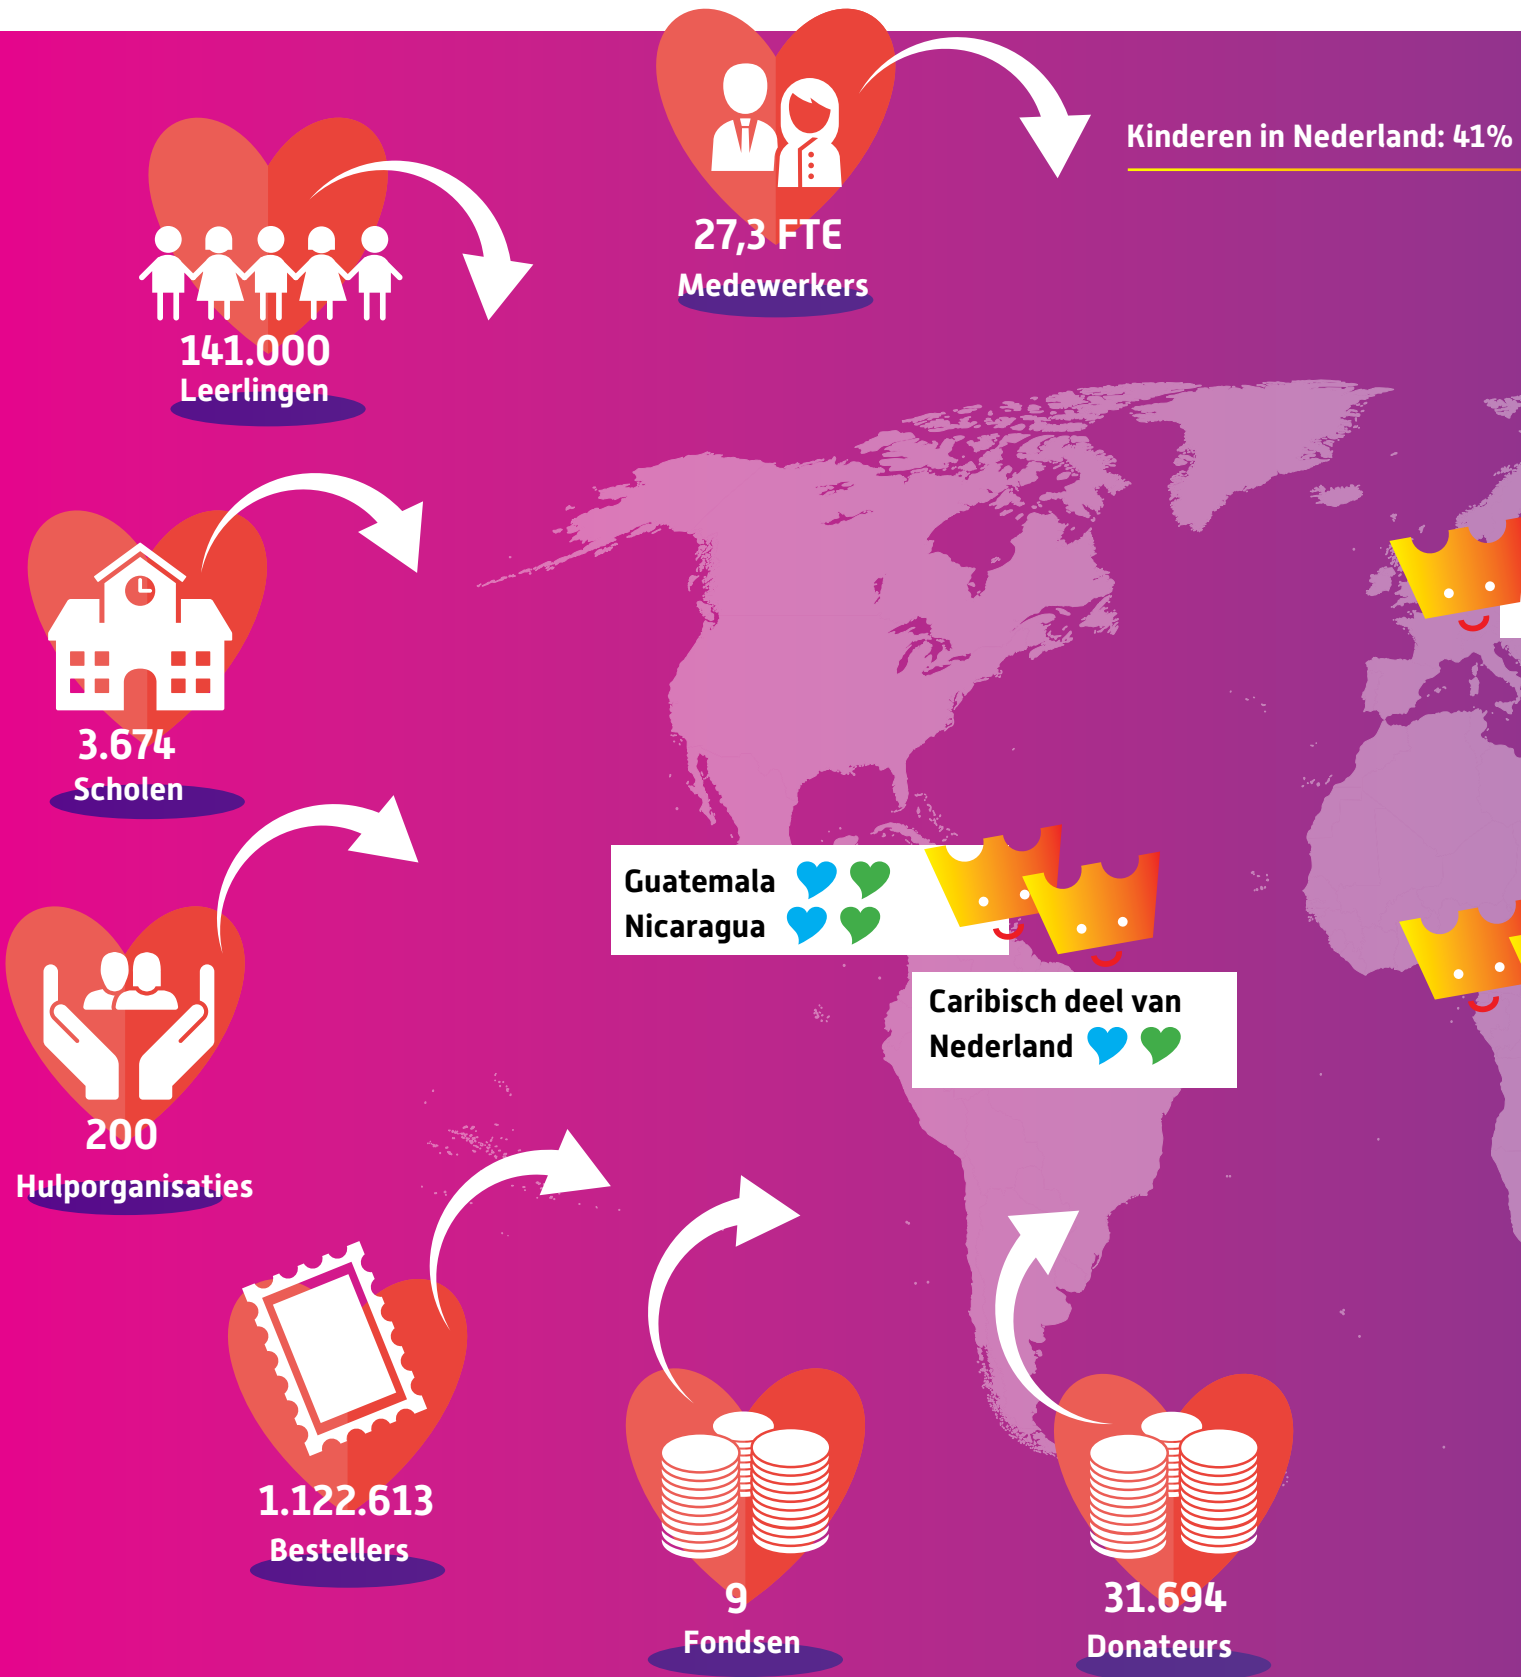 Kinderen in Nederland: 41%
27,3 FTE
Medewerkers
141.000
Leerlingen
3.674
Scholen
Guatemala
Nicaragua
Caribisch deel van
Nederland
200
Hulporganisaties
1.122.613
Bestellers
9
Fondsen
31.694
Donateurs